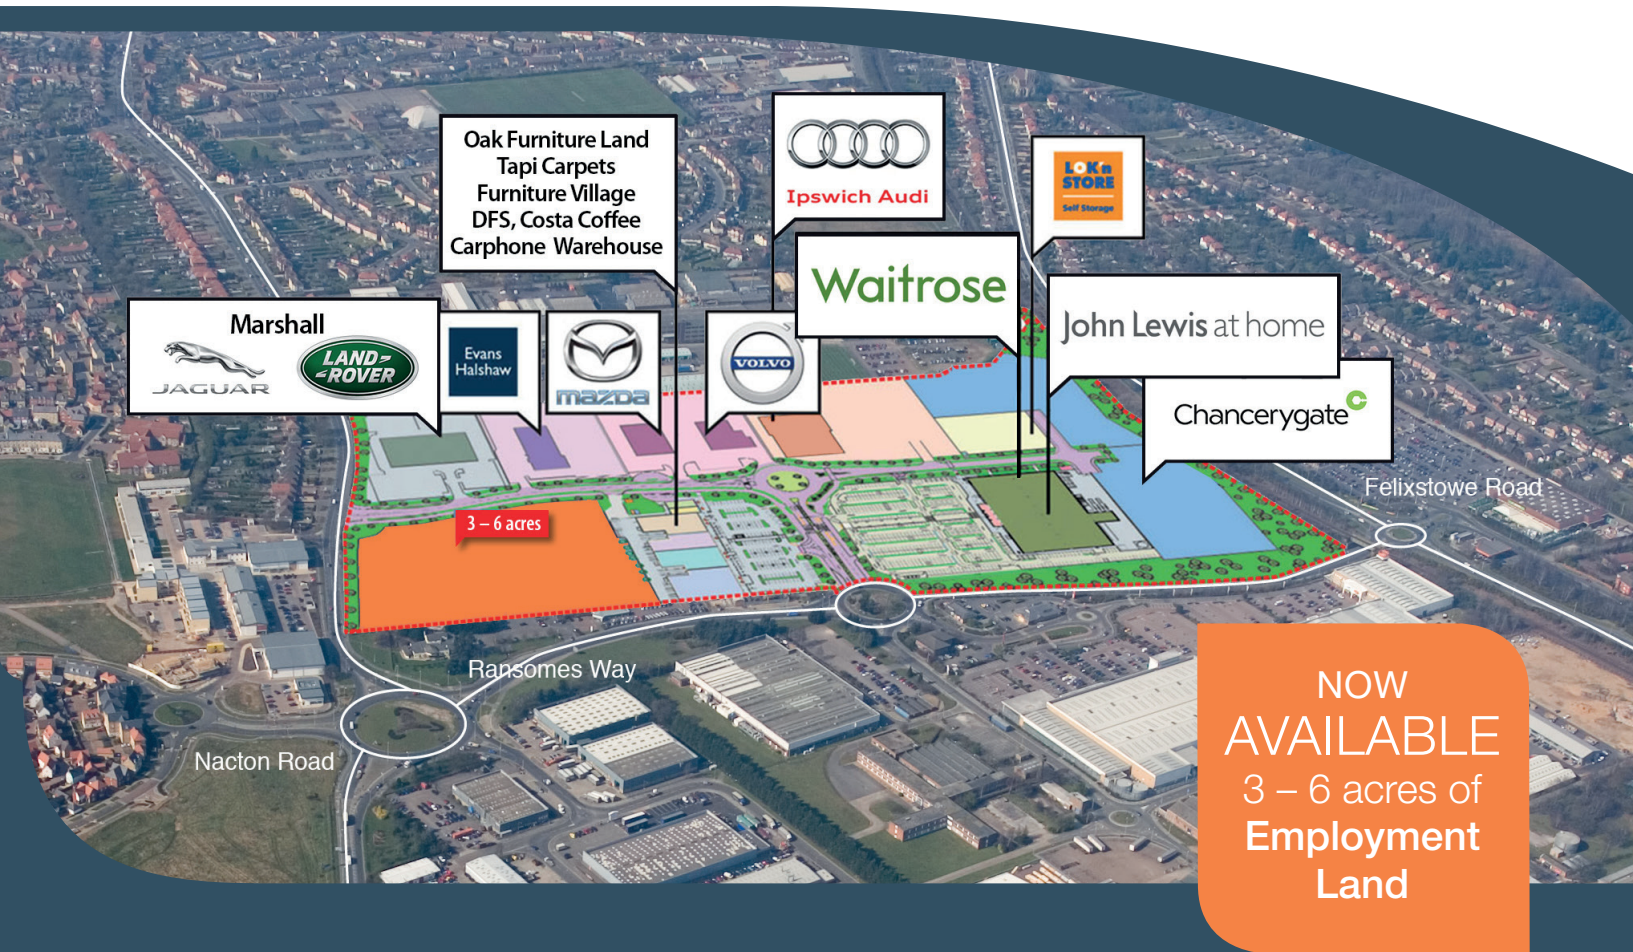 Oak Furniture Land
Tapi Carpets
Furniture Village
DFS, Costa Coffee
Carphone Warehouse
Ipswich Audi
LOK'n
STORE
Self Storage
Waitrose
John Lewis at home
Marshall
JAGUAR
LAND-
-ROVER
Evans
Halshaw
mazda
VOLVO
Chancerygate
Felixstowe Road
3 – 6 acres
Ransomes Way
Nacton Road
NOW
AVAILABLE
3 – 6 acres of
Employment
Land